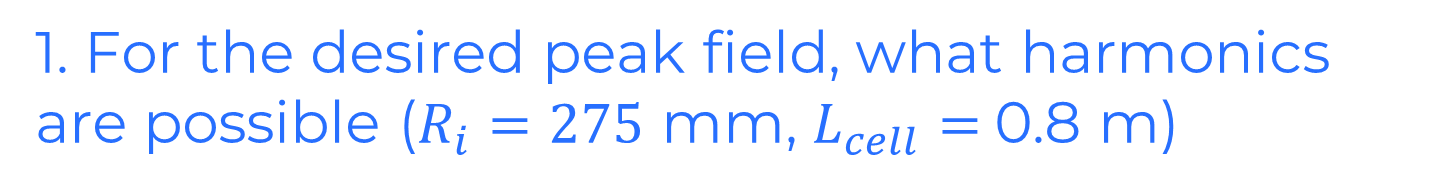 1. For the desired peak field, what harmonics
are possible (R_i = 275 mm, L_cell = 0.8 m)